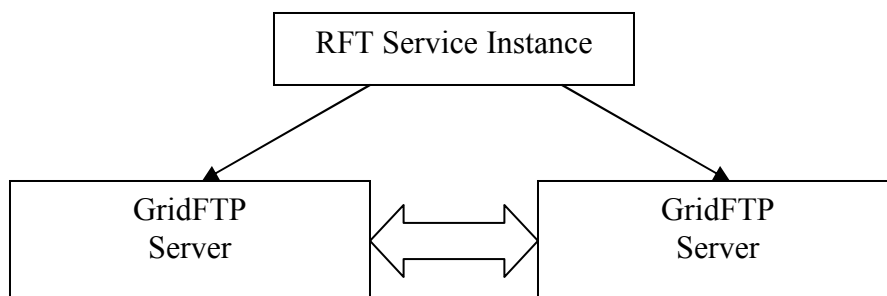 RFT Service Instance
GridFTP
Server
GridFTP
Server